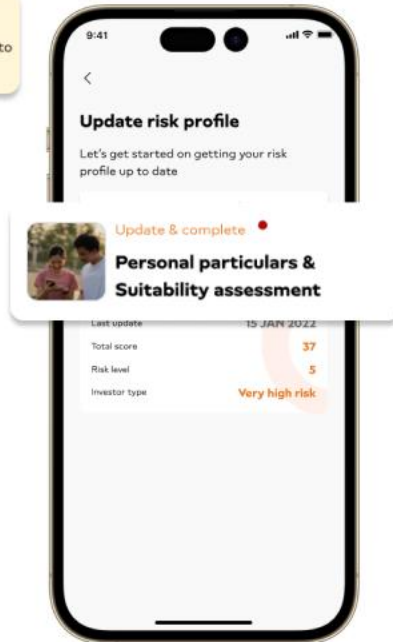 to
9:41
Update risk profile
Let's get started on getting your risk
profile up to date
Update & complete
Personal particulars &
Suitability assessment
Last update 15 JAN 2022
Total score 37
Risk level 5
Investor type Very high risk